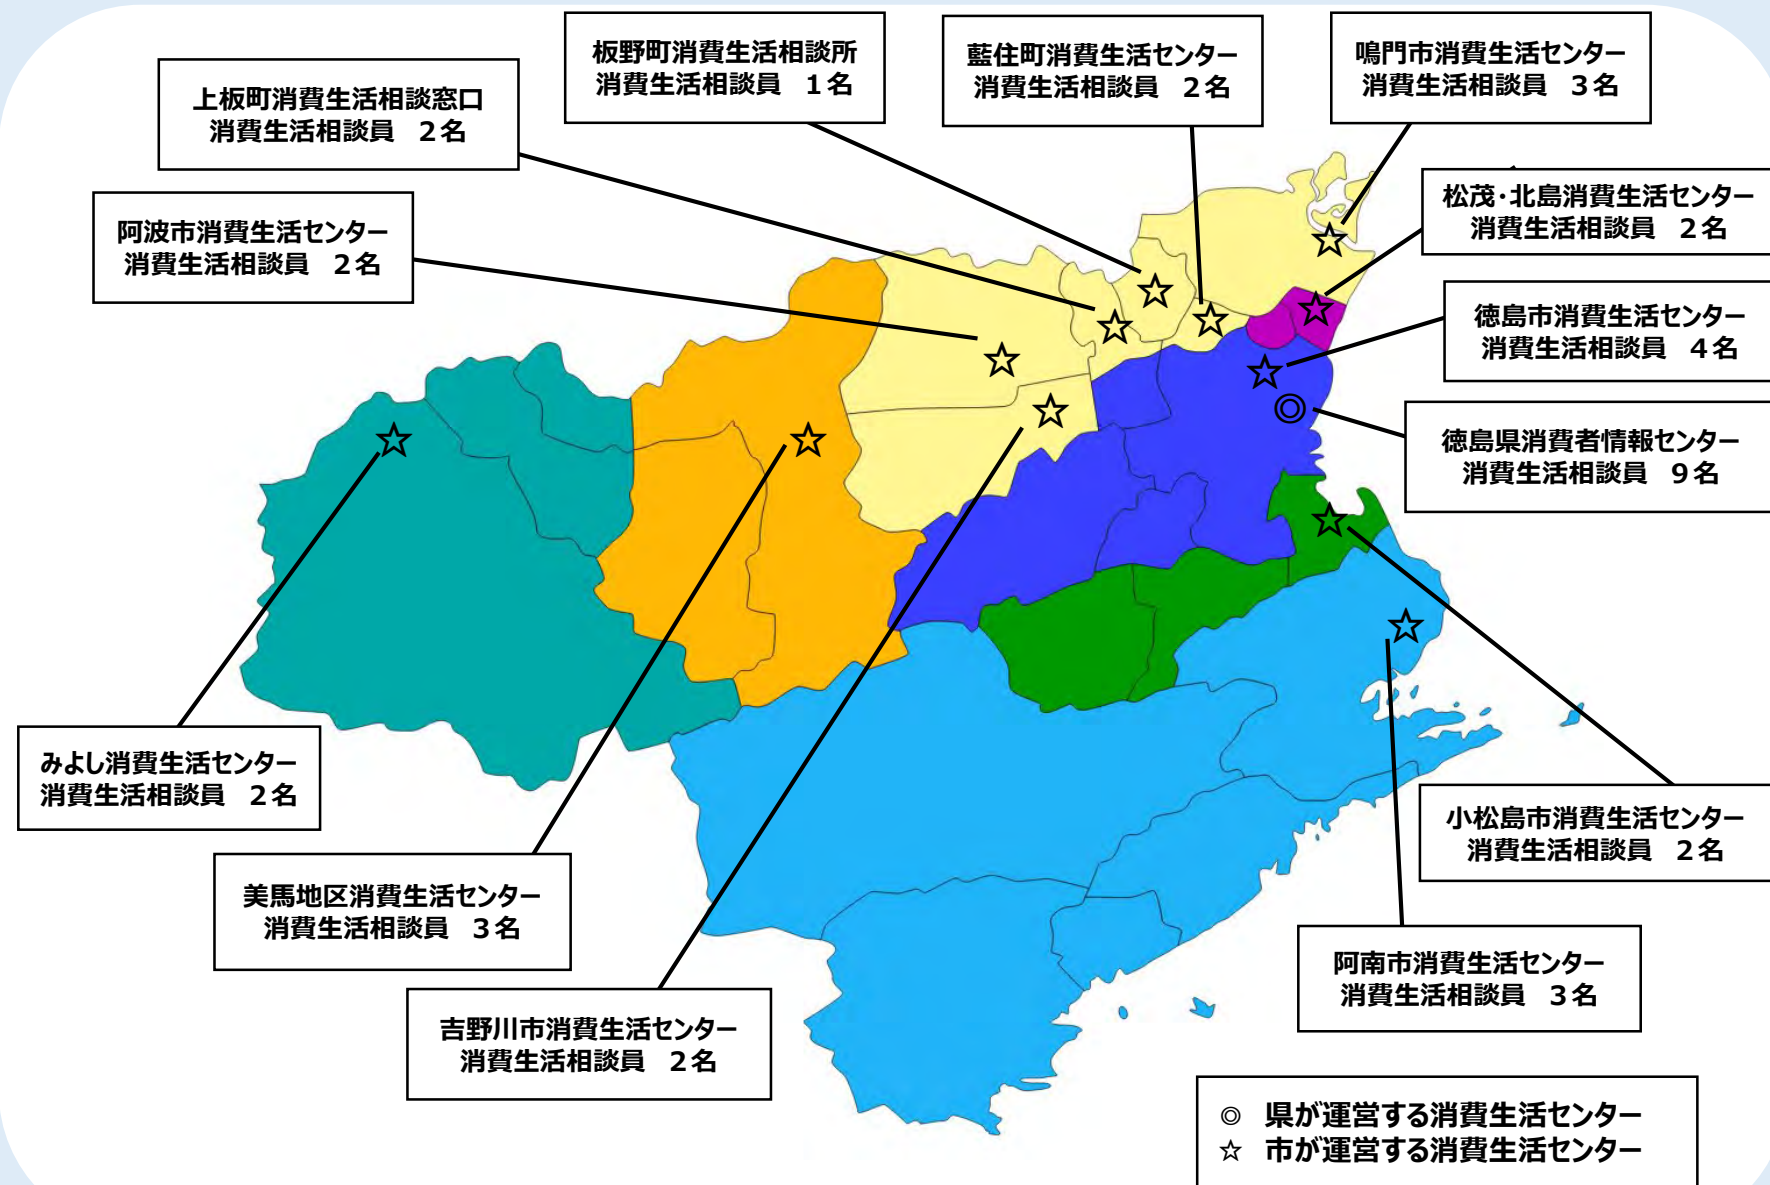 板野町消費生活相談所
消費生活相談員 1名
藍住町消費生活センター
消費生活相談員 2名
鳴門市消費生活センター
消費生活相談員 3名
上板町消費生活相談窓口
消費生活相談員 2名
松茂・北島消費生活センター
消費生活相談員 2名
阿波市消費生活センター
消費生活相談員 2名
徳島市消費生活センター
消費生活相談員 4名
徳島県消費者情報センター
消費生活相談員 9名
みよし消費生活センター
消費生活相談員 2名
小松島市消費生活センター
消費生活相談員 2名
美馬地区消費生活センター
消費生活相談員 3名
阿南市消費生活センター
消費生活相談員 3名
吉野川市消費生活センター
消費生活相談員 2名
◎ 県が運営する消費生活センター
☆ 市が運営する消費生活センター